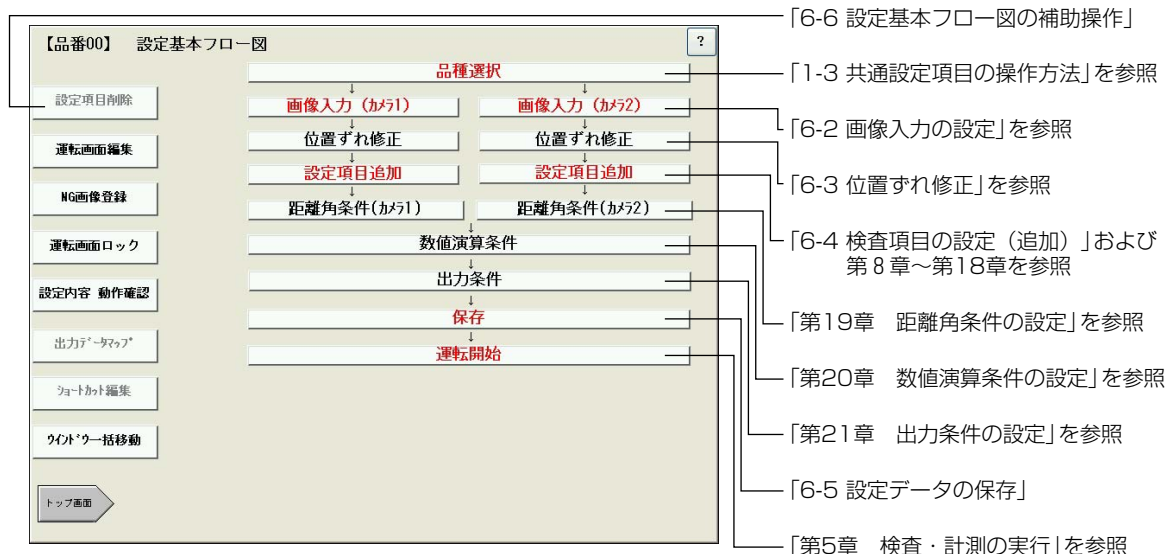 【品番00】　設定基本フロー図
?
設定項目削除
運転画面編集
NG画像登録
運転画面ロック
設定内容 動作確認
出力ﾃﾞｰﾀﾏｯﾌﾟ
ｼｮｰﾄｶｯﾄ編集
ｳｲﾝﾄﾞｳ一括移動
トップ画面
品種選択
↓ ↓
画像入力（ｶﾒﾗ1） 画像入力（ｶﾒﾗ2）
↓ ↓
位置ずれ修正 位置ずれ修正
↓ ↓
設定項目追加 設定項目追加
↓ ↓
距離角条件(ｶﾒﾗ1) 距離角条件(ｶﾒﾗ2)
↓
数値演算条件
↓
出力条件
↓
保存
↓
運転開始
「6-6 設定基本フロー図の補助操作」
「1-3 共通設定項目の操作方法」を参照
「6-2 画像入力の設定」を参照
「6-3 位置ずれ修正」を参照
「6-4 検査項目の設定（追加）」および
第８章～第18章を参照
「第19章　距離角条件の設定」を参照
「第20章　数値演算条件の設定」を参照
「第21章　出力条件の設定」を参照
「6-5 設定データの保存」
「第5章　検査・計測の実行」を参照